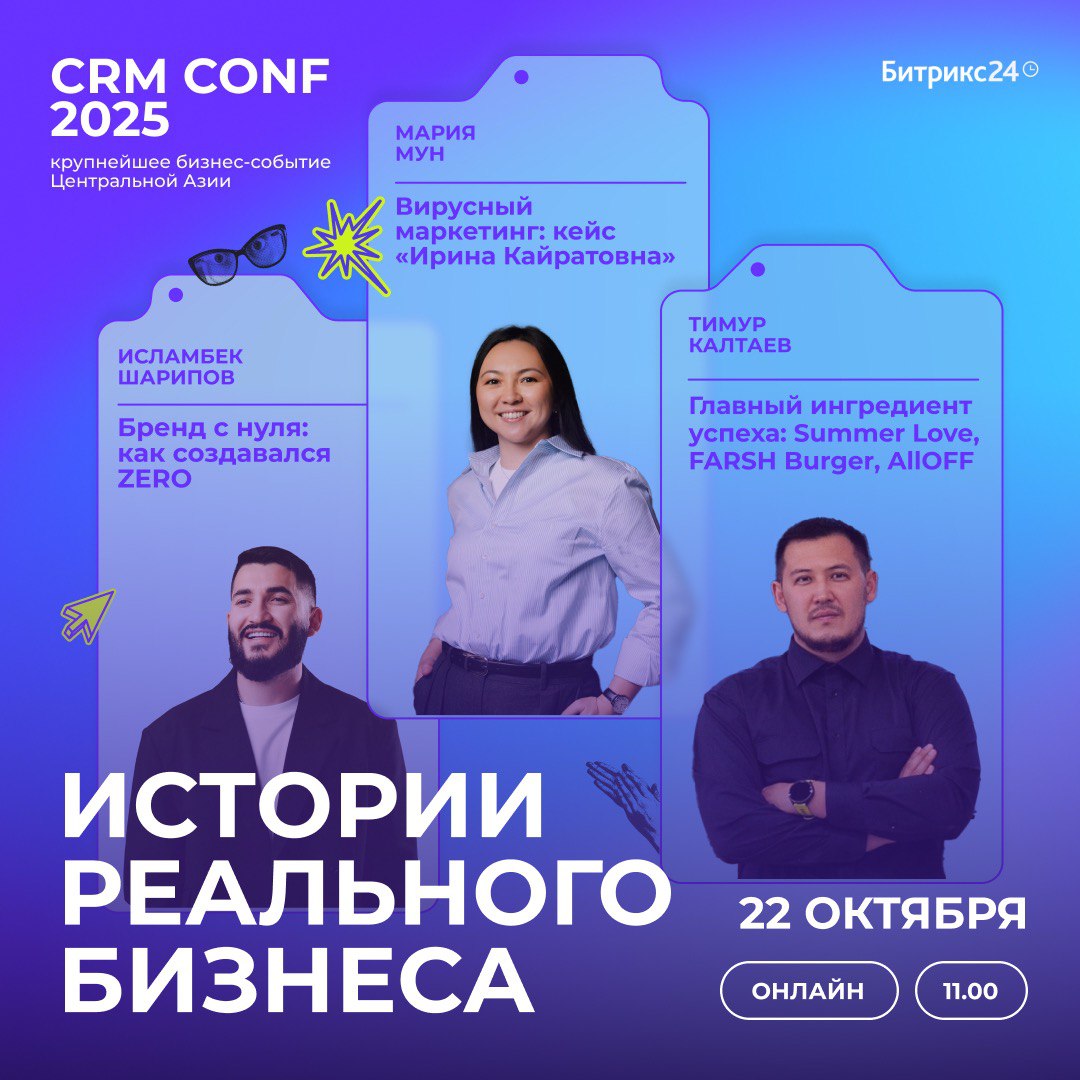 CRM CONF
2025
крупнейшее бизнес-событие
Центральной Азии
Битрикс24
МАРИЯ
МУН
Вирусный
маркетинг: кейс
«Ирина Кайратовна»
ИСЛАМБЕК
ШАРИПОВ
Бренд с нуля:
как создавался
ZERO
ТИМУР
КАЛТАЕВ
Главный ингредиент
успеха: Summer Love,
FARSH Burger, AllOFF
ИСТОРИИ
РЕАЛЬНОГО
БИЗНЕСА
22 ОКТЯБРЯ
ОНЛАЙН
11.00